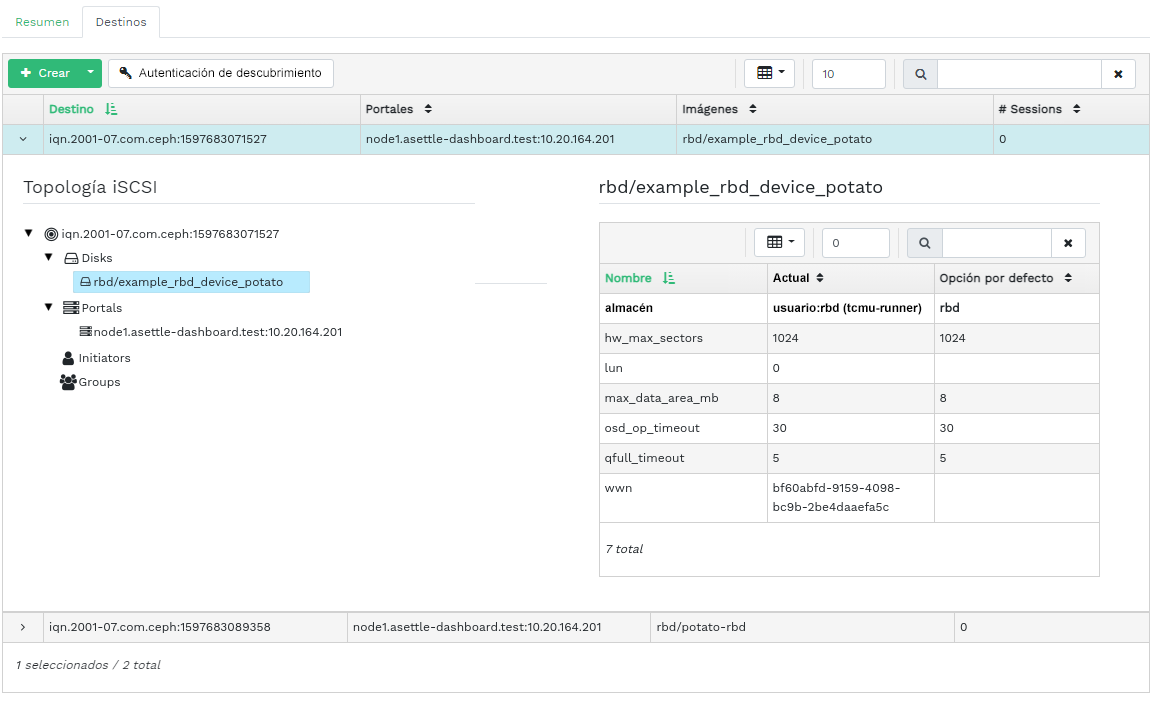 Resumen
Destinos
Crear
Autenticación de descubrimiento
10
Destino
Portales
Imágenes
# Sessions
iqn.2001-07.com.ceph:1597683071527
node1.asettle-dashboard.test:10.20.164.201
rbd/example_rbd_device_potato
0
Topología iSCSI
iqn.2001-07.com.ceph:1597683071527
Disks
rbd/example_rbd_device_potato
Portals
node1.asettle-dashboard.test:10.20.164.201
Initiators
Groups
rbd/example_rbd_device_potato
0
Nombre
Actual
Opción por defecto
almacén
usuario:rbd (tcmu-runner)
rbd
hw_max_sectors
1024
1024
lun
0
max_data_area_mb
8
8
osd_op_timeout
30
30
qfull_timeout
5
5
wwn
bf60abfd-9159-4098-
bc9b-2be4daaefa5c
7 total
iqn.2001-07.com.ceph:1597683089358
node1.asettle-dashboard.test:10.20.164.201
rbd/potato-rbd
0
1 seleccionados / 2 total